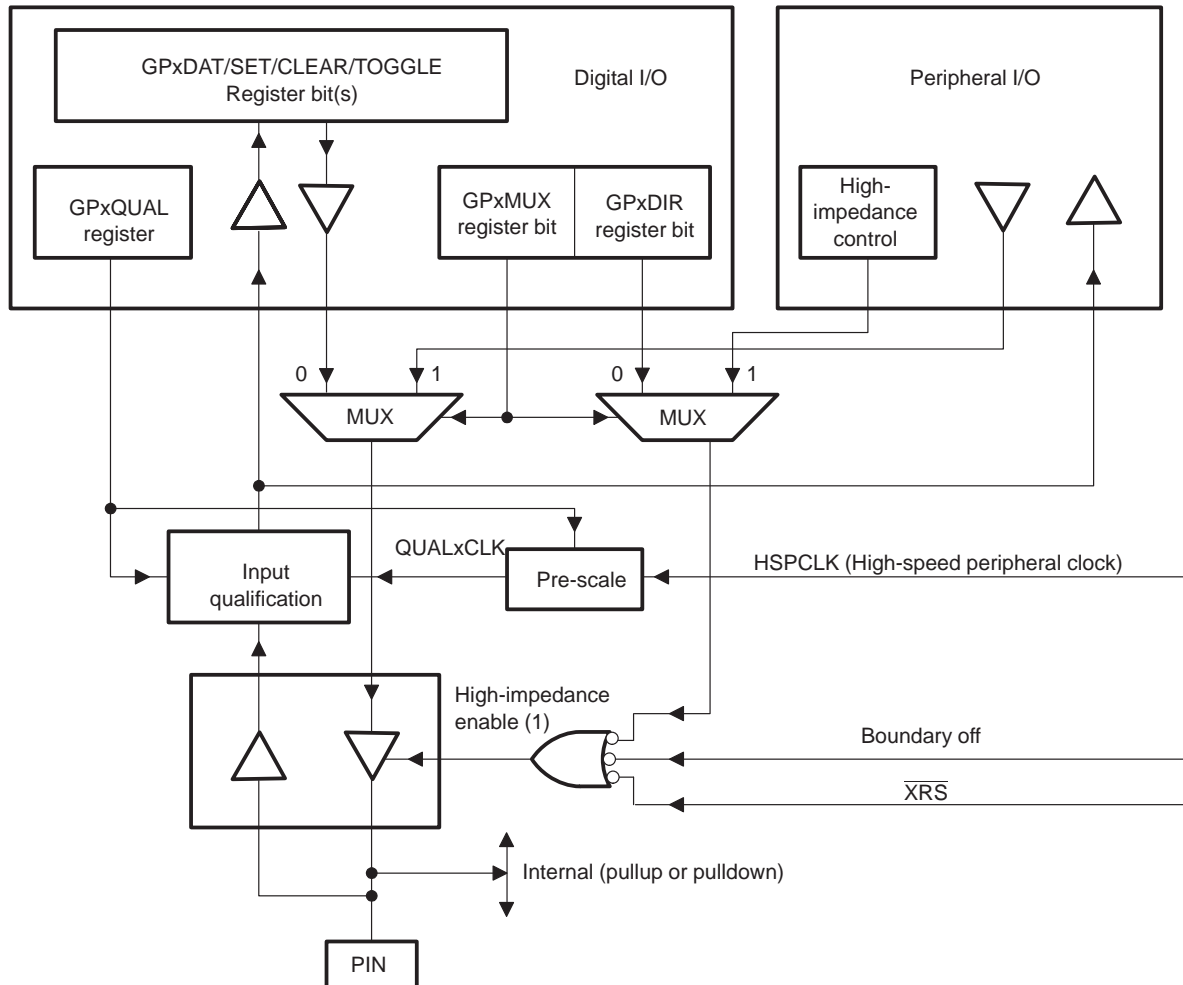 GPxDAT/SET/CLEAR/TOGGLE
Register bit(s)
Digital I/O
Peripheral I/O
GPxQUAL
register
GPxMUX
register bit
GPxDIR
register bit
High-
impedance
control
0
1
0
1
MUX
MUX
QUALxCLK
HSPCLK (High-speed peripheral clock)
Input
qualification
Pre-scale
High-impedance
enable (1)
Boundary off
XRS
Internal (pullup or pulldown)
PIN